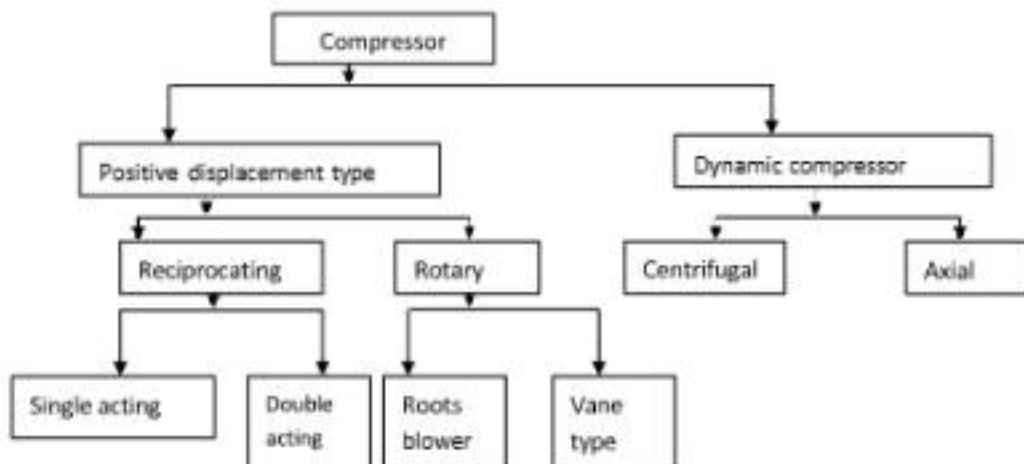 Compressor
Positive displacement type
Dynamic compressor
Reciprocating
Rotary
Centrifugal
Axial
Single acting
Double
acting
Roots
blower
Vane
type